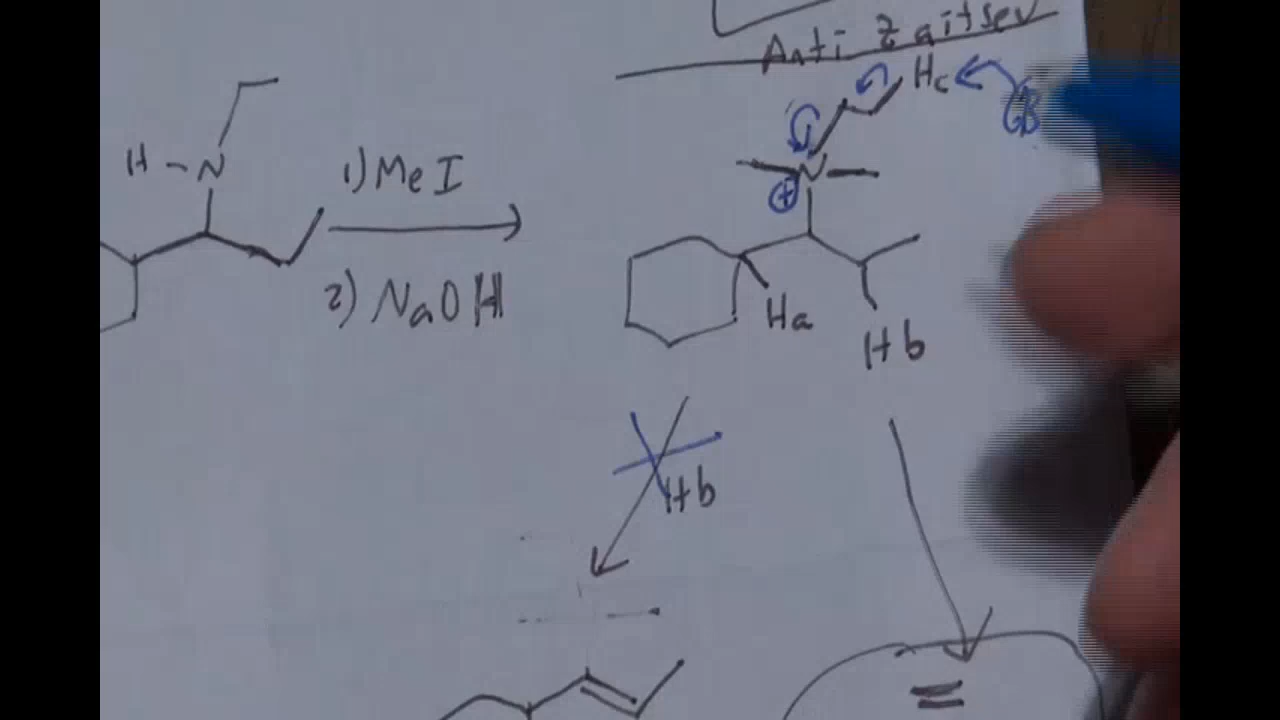 Anti Zaitsev
Hc
B
H-N
1) MeI
N
⊕
2) NaOH
Ha
Hb
Hb